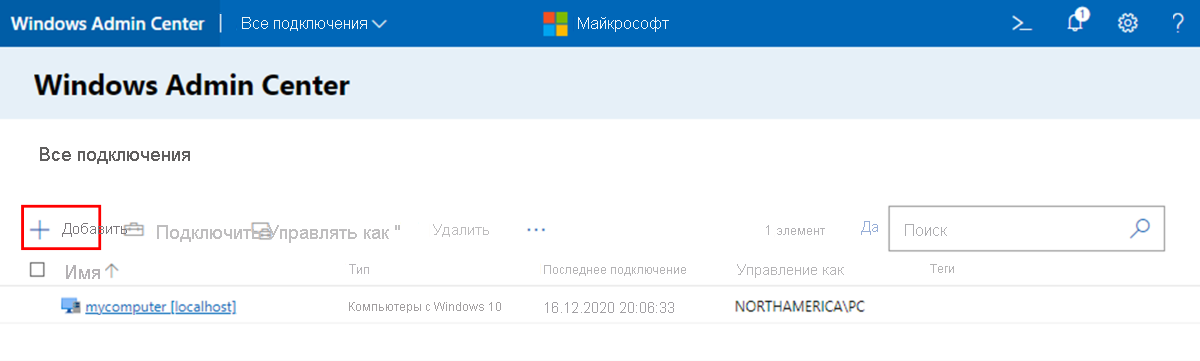 Windows Admin Center Все подключения Майкрософт 1 ?
Windows Admin Center
Все подключения
Добавить Подключить Управлять как " Удалить ... 1 элемент Да Поиск
Имя Тип Последнее подключение Управление как Теги
mycomputer [localhost] Компьютеры с Windows 10 16.12.2020 20:06:33 NORTHAMERICA\PC